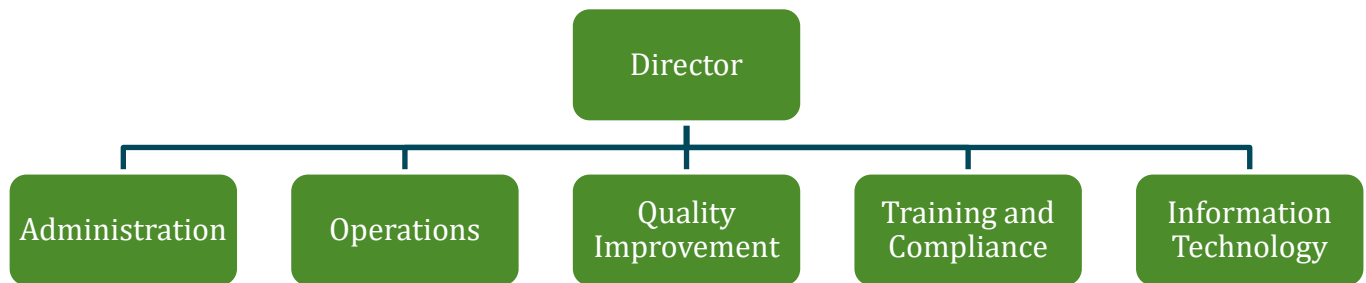 Director
Administration
Operations
Quality
Improvement
Training and
Compliance
Information
Technology